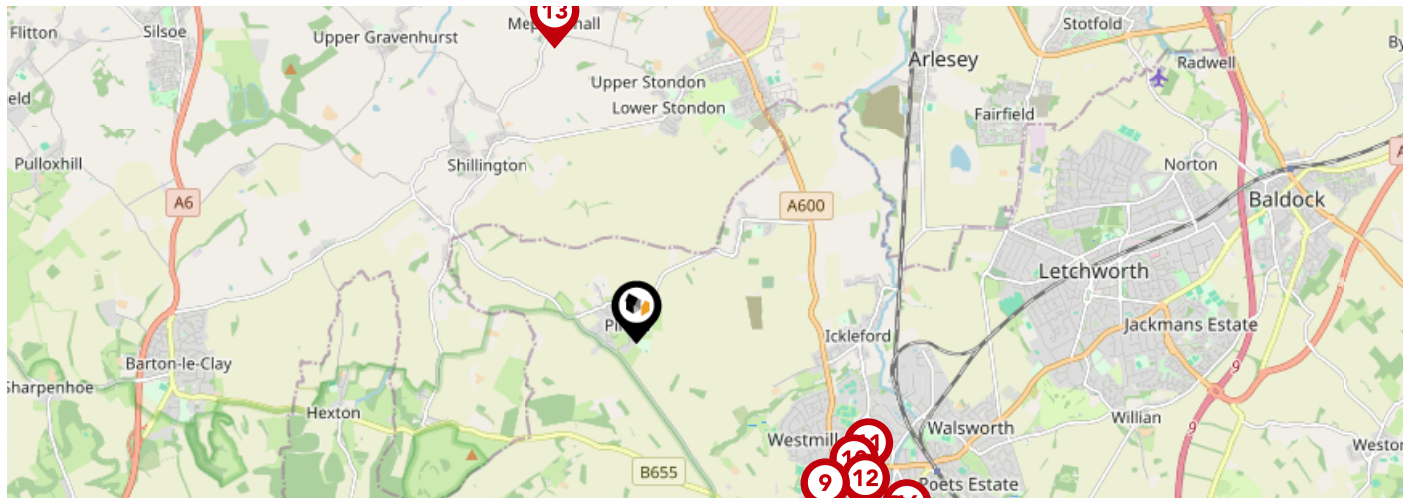 13
Flitton
Silsoe
Upper Gravenhurst
Stotfold
Arlesey
Radwell
Upper Stondon
Lower Stondon
Fairfield
Pulloxhill
Shillington
Norton
A6
A600
Baldock
Letchworth
Jackmans Estate
Ickleford
Barton-le-Clay
Sharpenhoe
9
Hexton
Willian
9
Walsworth
Westmill
B655
9
12
Poets Estate